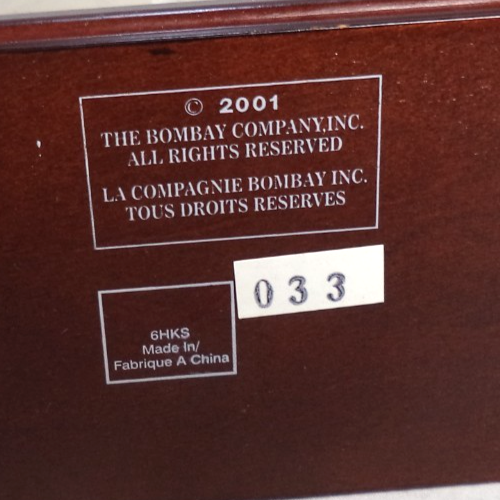 © 2001
THE BOMBAY COMPANY,INC.
ALL RIGHTS RESERVED
LA COMPAGNIE BOMBAY INC.
TOUS DROITS RESERVES
033
6HKS
Made In/
Fabrique A China